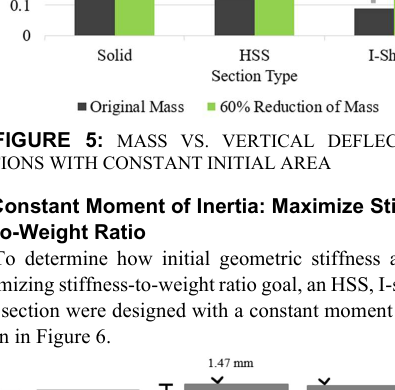 0.1
0
Solid HSS I-Sh
Section Type
Original Mass 60% Reduction of Mass
FIGURE 5: MASS VS. VERTICAL DEFLEC
TIONS WITH CONSTANT INITIAL AREA
Constant Moment of Inertia: Maximize Sti
to-Weight Ratio
To determine how initial geometric stiffness a
mizing stiffness-to-weight ratio goal, an HSS, I-s
section were designed with a constant moment
n in Figure 6.
1.47 mm